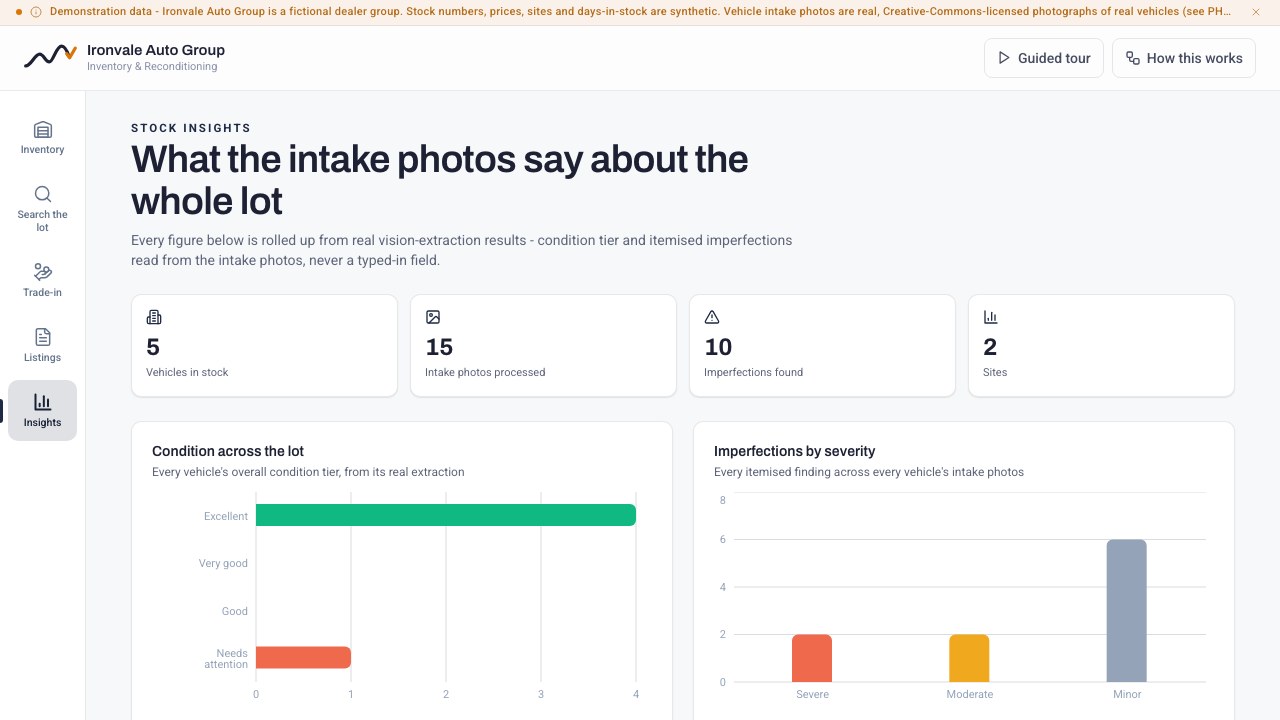 Demonstration data - Ironvale Auto Group is a fictional dealer group. Stock numbers, prices, sites and days-in-stock are synthetic. Vehicle intake photos are real, Creative-Commons-licensed photographs of real vehicles (see PH...
Ironvale Auto Group
Inventory & Reconditioning
Guided tour
How this works
Inventory
Search the
lot
Trade-in
Listings
Insights
STOCK INSIGHTS
What the intake photos say about the
whole lot
Every figure below is rolled up from real vision-extraction results - condition tier and itemised imperfections
read from the intake photos, never a typed-in field.
5
Vehicles in stock
15
Intake photos processed
10
Imperfections found
2
Sites
Condition across the lot
Every vehicle's overall condition tier, from its real extraction
Excellent
Very good
Good
Needs
attention
0 1 2 3 4
Imperfections by severity
Every itemised finding across every vehicle's intake photos
8
6
4
2
0
Severe Moderate Minor